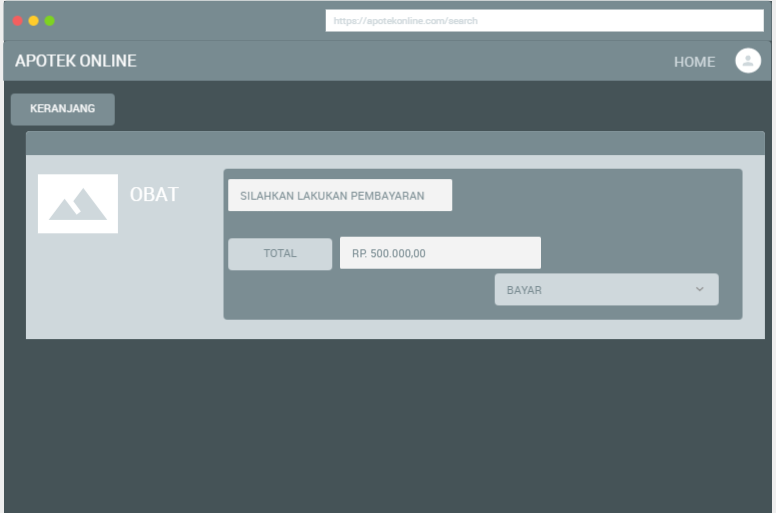 https://apotekonline.com/search
APOTEK ONLINE
HOME
KERANJANG
OBAT
SILAHKAN LAKUKAN PEMBAYARAN
TOTAL
RP. 500.000,00
BAYAR